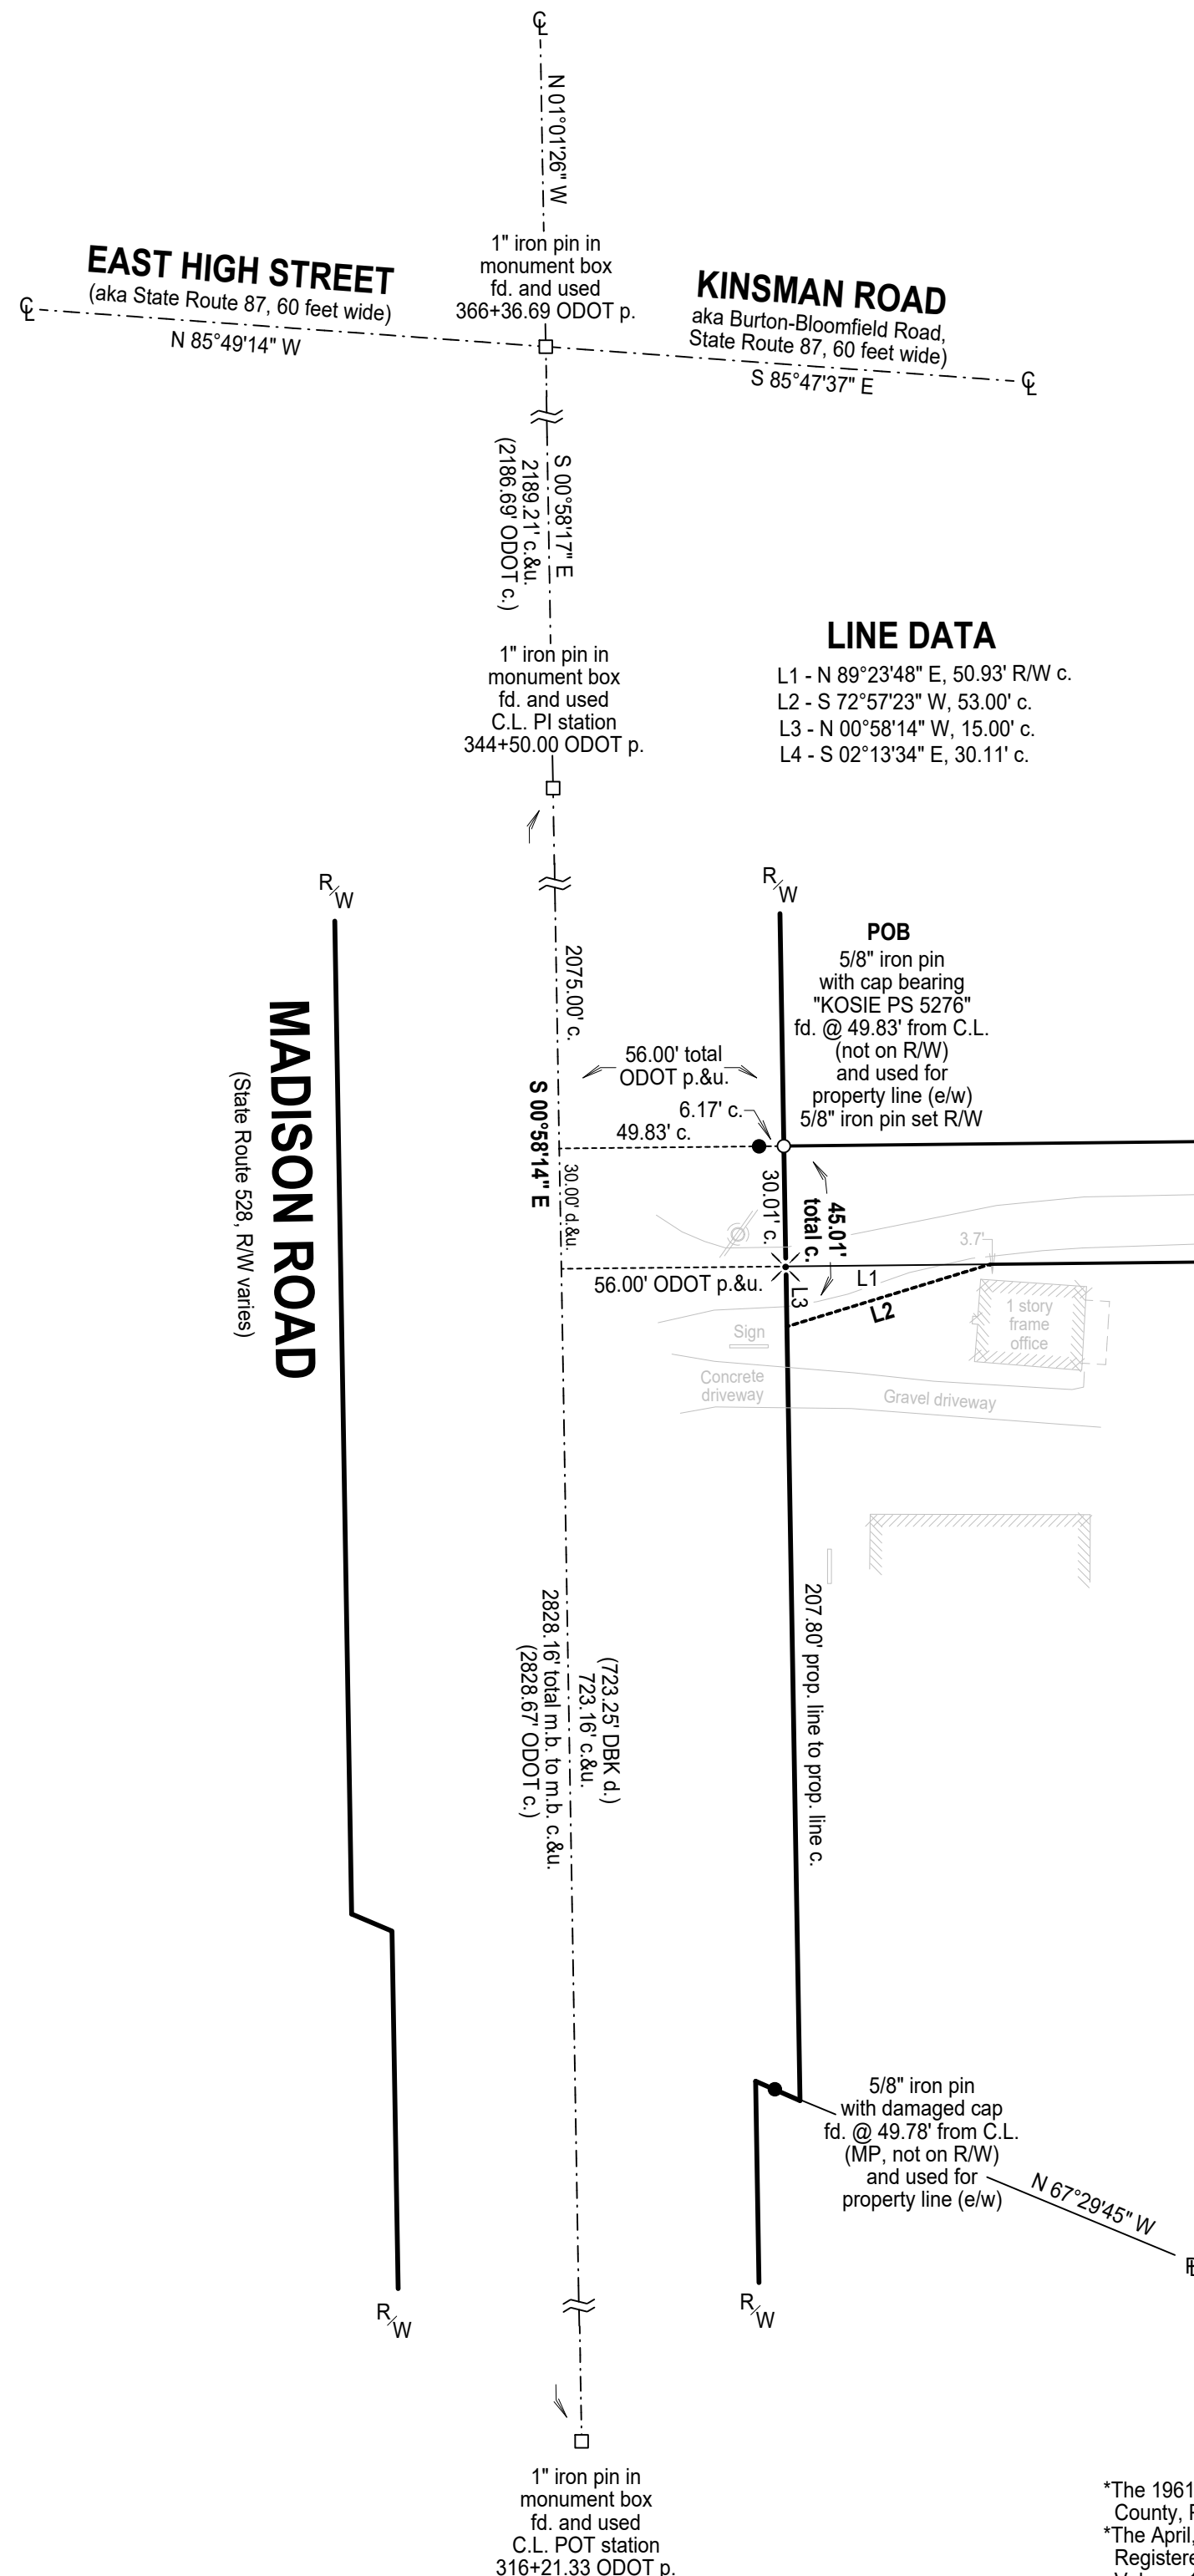 ℄
N 01°01'26" W
1" iron pin in
monument box
fd. and used
366+36.69 ODOT p.
EAST HIGH STREET
(aka State Route 87, 60 feet wide)
℄
N 85°49'14" W
KINSMAN ROAD
aka Burton-Bloomfield Road,
State Route 87, 60 feet wide)
S 85°47'37" E
℄
S 00°58'17" E
2189.21' c.&u.
(2186.69' ODOT c.)
LINE DATA
L1 - N 89°23'48" E, 50.93' R/W c.
L2 - S 72°57'23" W, 53.00' c.
L3 - N 00°58'14" W, 15.00' c.
L4 - S 02°13'34" E, 30.11' c.
1" iron pin in
monument box
fd. and used
C.L. PI station
344+50.00 ODOT p.
R/W
R/W
POB
5/8" iron pin
with cap bearing
"KOSIE PS 5276"
fd. @ 49.83' from C.L.
(not on R/W)
and used for
property line (e/w)
5/8" iron pin set R/W
2075.00' c.
56.00' total
ODOT p.&u.
6.17' c.
49.83' c.
MADISON ROAD
(State Route 528, R/W varies)
S 00°58'14" E
30.00' d.&u.
30.01' c.
45.01'
total c.
3.7'
56.00' ODOT p.&u.
L1
L3
L2
1 story
frame
office
Sign
Concrete
driveway
Gravel driveway
207.80' prop. line to prop. line c.
(723.25' DBK d.)
723.16' c.&u.
2828.16' total m.b. to m.b. c.&u.
(2828.67' ODOT c.)
5/8" iron pin
with damaged cap
fd. @ 49.78' from C.L.
(MP, not on R/W)
and used for
property line (e/w)
N 67°29'45" W
R/W
R/W
1" iron pin in
monument box
fd. and used
C.L. POT station
316+21.33 ODOT p.
*The 1961
County,
*The April,
Registere